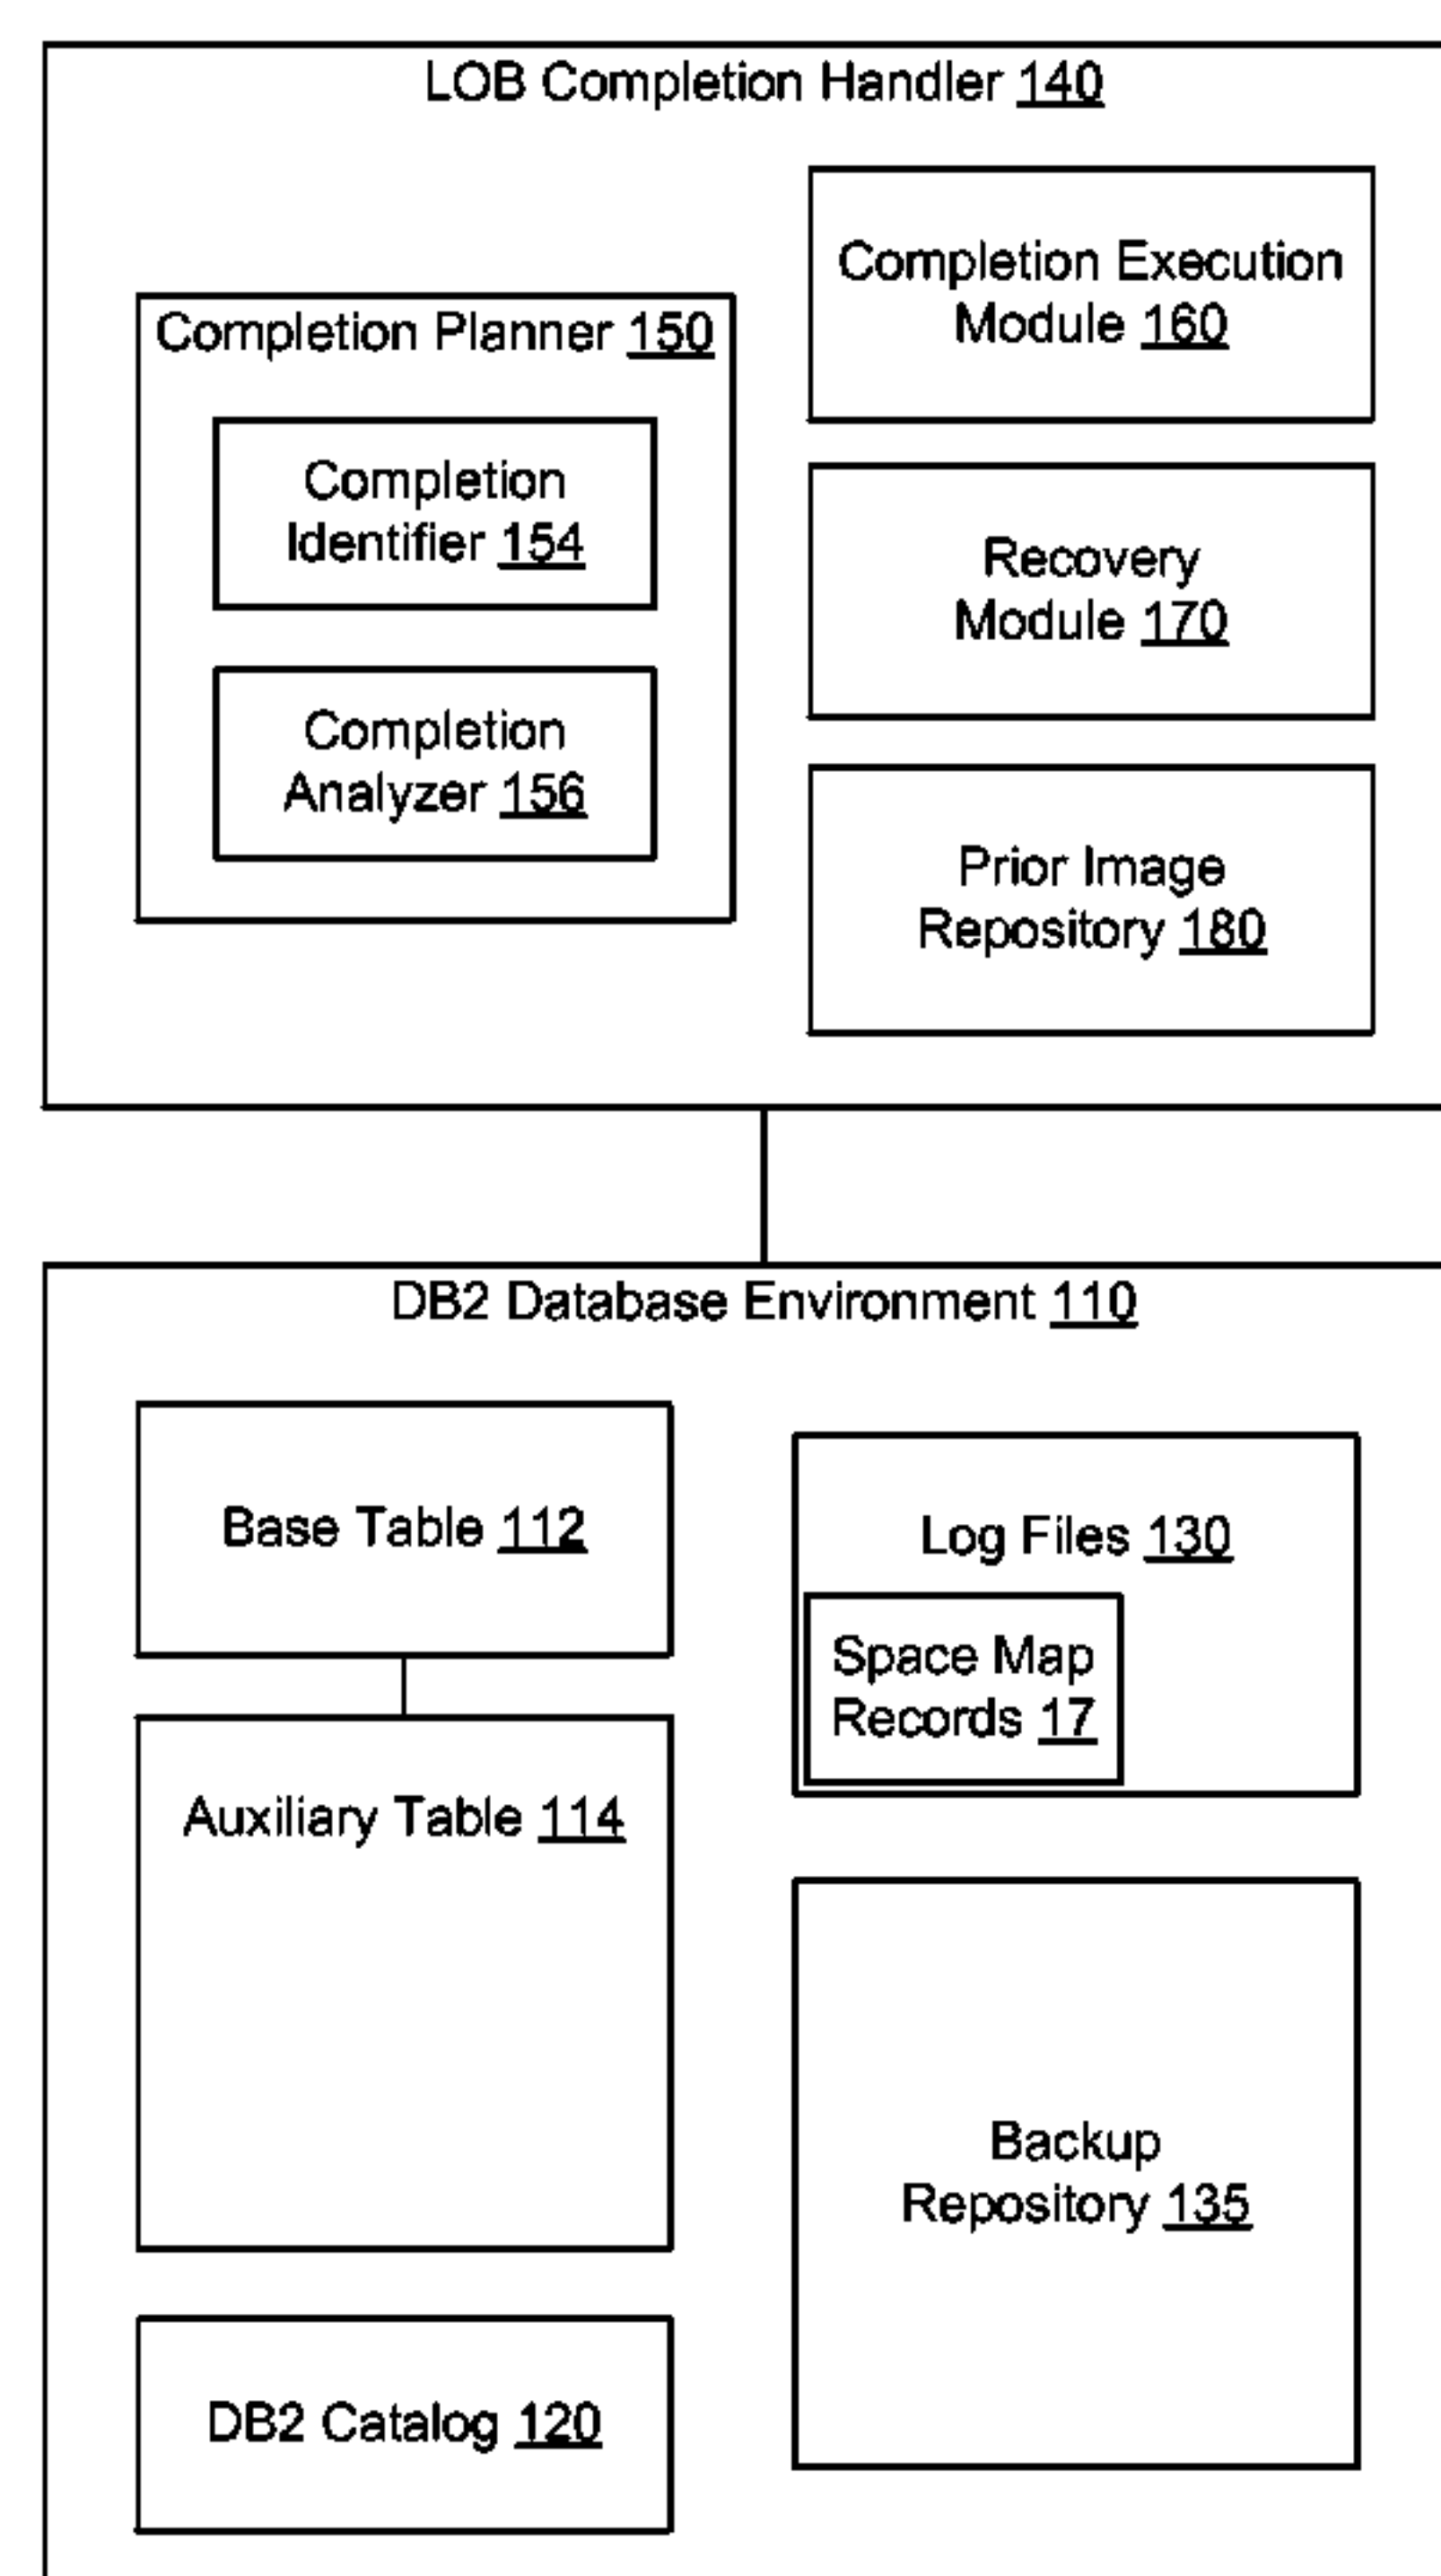 LOB Completion Handler 140
Completion Planner 150
Completion
Identifier 154
Completion
Analyzer 156
Completion Execution
Module 160
Recovery
Module 170
Prior Image
Repository 180
DB2 Database Environment 110
Base Table 112
Auxiliary Table 114
DB2 Catalog 120
Log Files 130
Space Map
Records 17
Backup
Repository 135